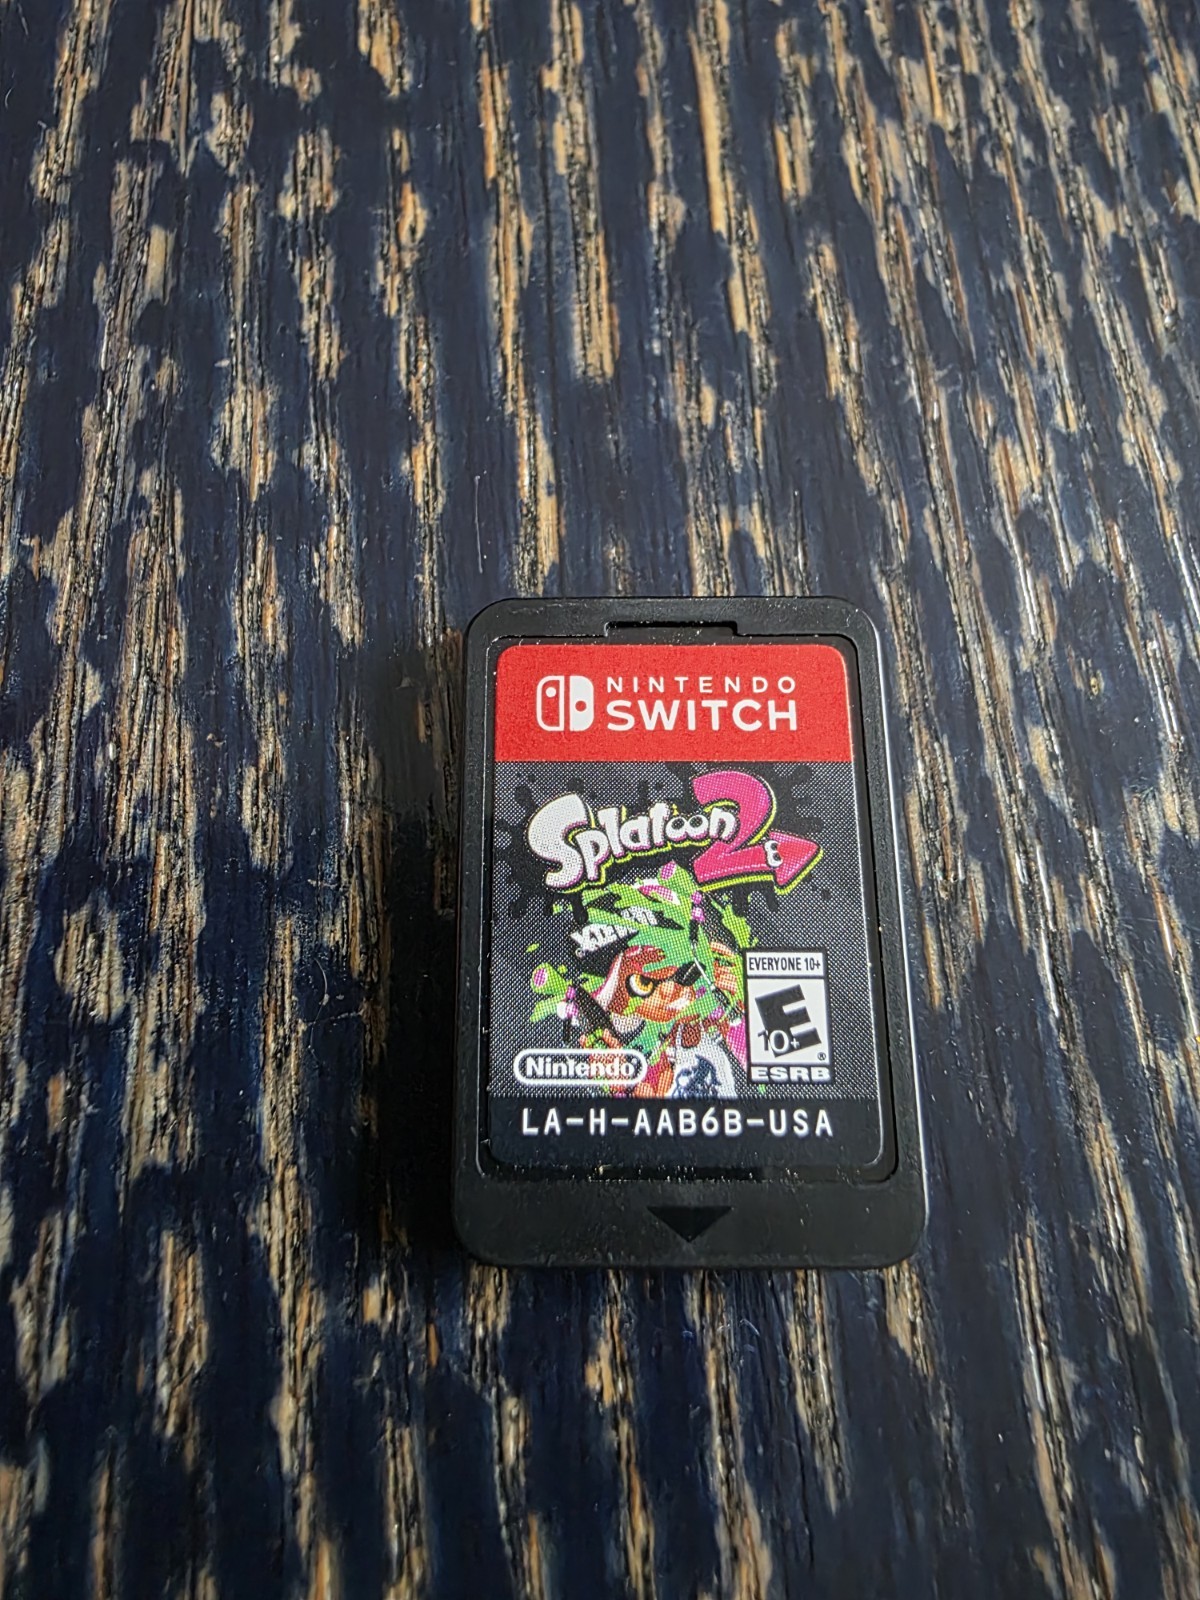 NINTENDO
SWITCH
Splatoon 2
EVERYONE 10+
E
10+
ESRB
Nintendo
LA-H-AAB6B-USA